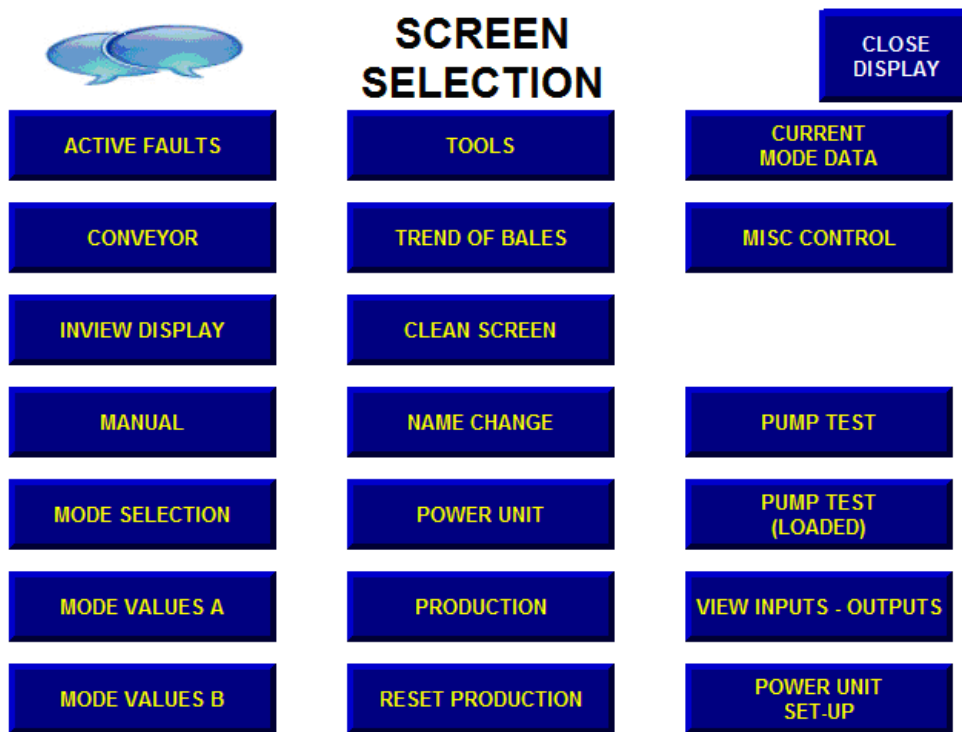 SCREEN
SELECTION
CLOSE
DISPLAY
ACTIVE FAULTS
TOOLS
CURRENT
MODE DATA
CONVEYOR
TREND OF BALES
MISC CONTROL
INVIEW DISPLAY
CLEAN SCREEN
MANUAL
NAME CHANGE
PUMP TEST
MODE SELECTION
POWER UNIT
PUMP TEST
(LOADED)
MODE VALUES A
PRODUCTION
VIEW INPUTS - OUTPUTS
MODE VALUES B
RESET PRODUCTION
POWER UNIT
SET-UP